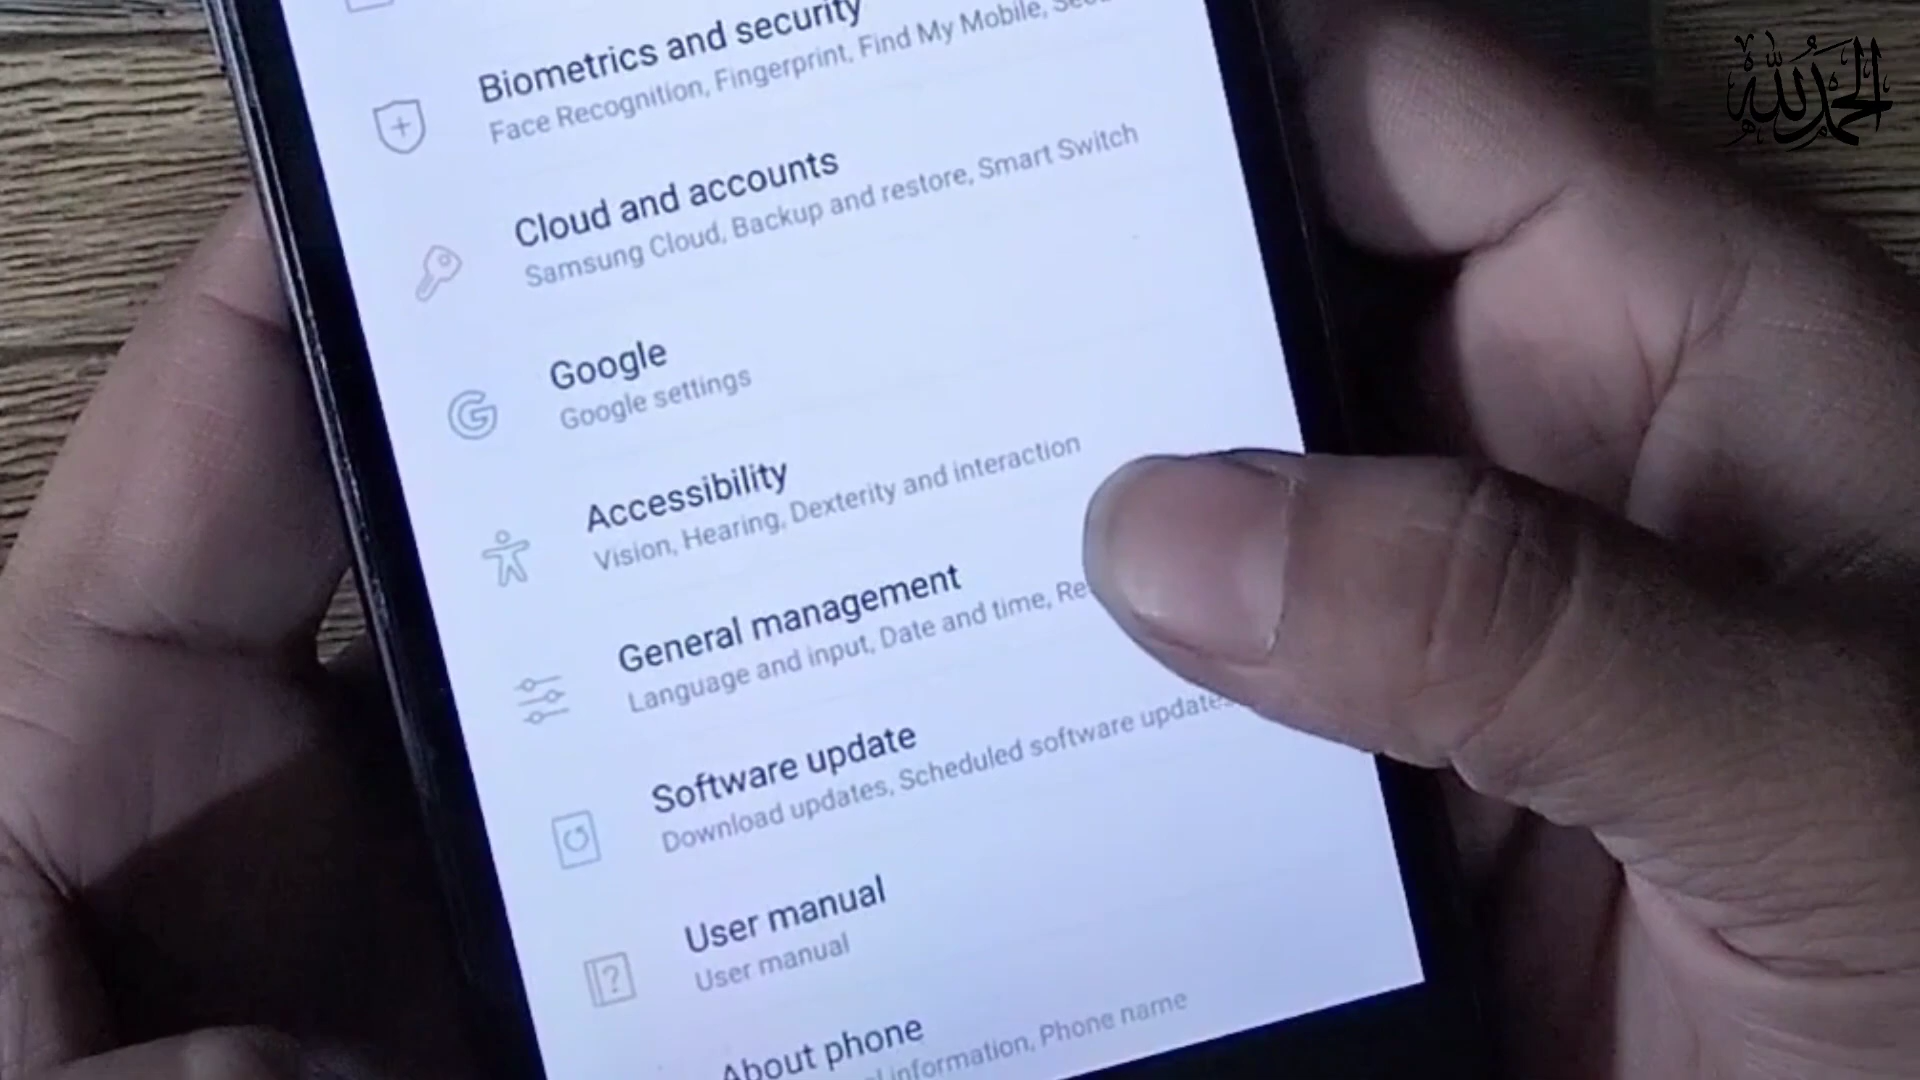 Biometrics and security
Face Recognition, Fingerprint, Find My Mobile,
Cloud and accounts
Samsung Cloud, Backup and restore, Smart Switch
Google
Google settings
Accessibility
Vision, Hearing, Dexterity and interaction
General management
Language and input, Date and time,
Software update
Download updates, Scheduled software updates
User manual
User manual
About phone
information, Phone name
الحمد لله